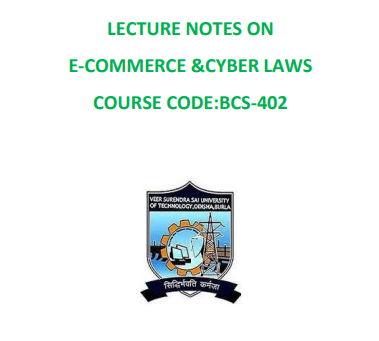 LECTURE NOTES ON
E-COMMERCE &CYBER LAWS
COURSE CODE:BCS-402
VEER SURENDRA SAI UNIVERSITY
OF TECHNOLOGY,ODISHA,BURLA
सिद्धिर्भवति कर्मजा